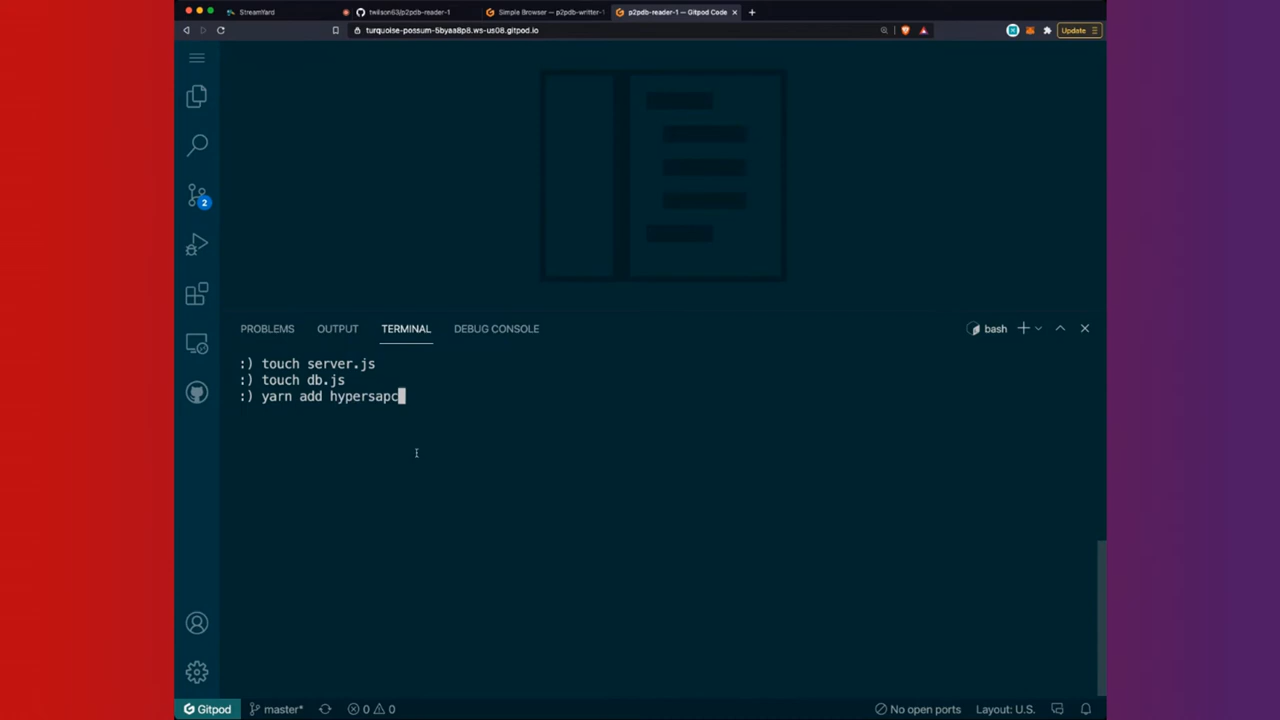 StreamYard
twilson63/p2pdb-reader-1
Simple Browser — p2pdb-writter-1
p2pdb-reader-1 — Gitpod Code
turquoise-possum-5byaa8p8.ws-us08.gitpod.io
Update
2
PROBLEMS OUTPUT TERMINAL DEBUG CONSOLE
bash
:) touch server.js
:) touch db.js
:) yarn add hypersapc
Gitpod
master*
0 0
No open ports
Layout: U.S.